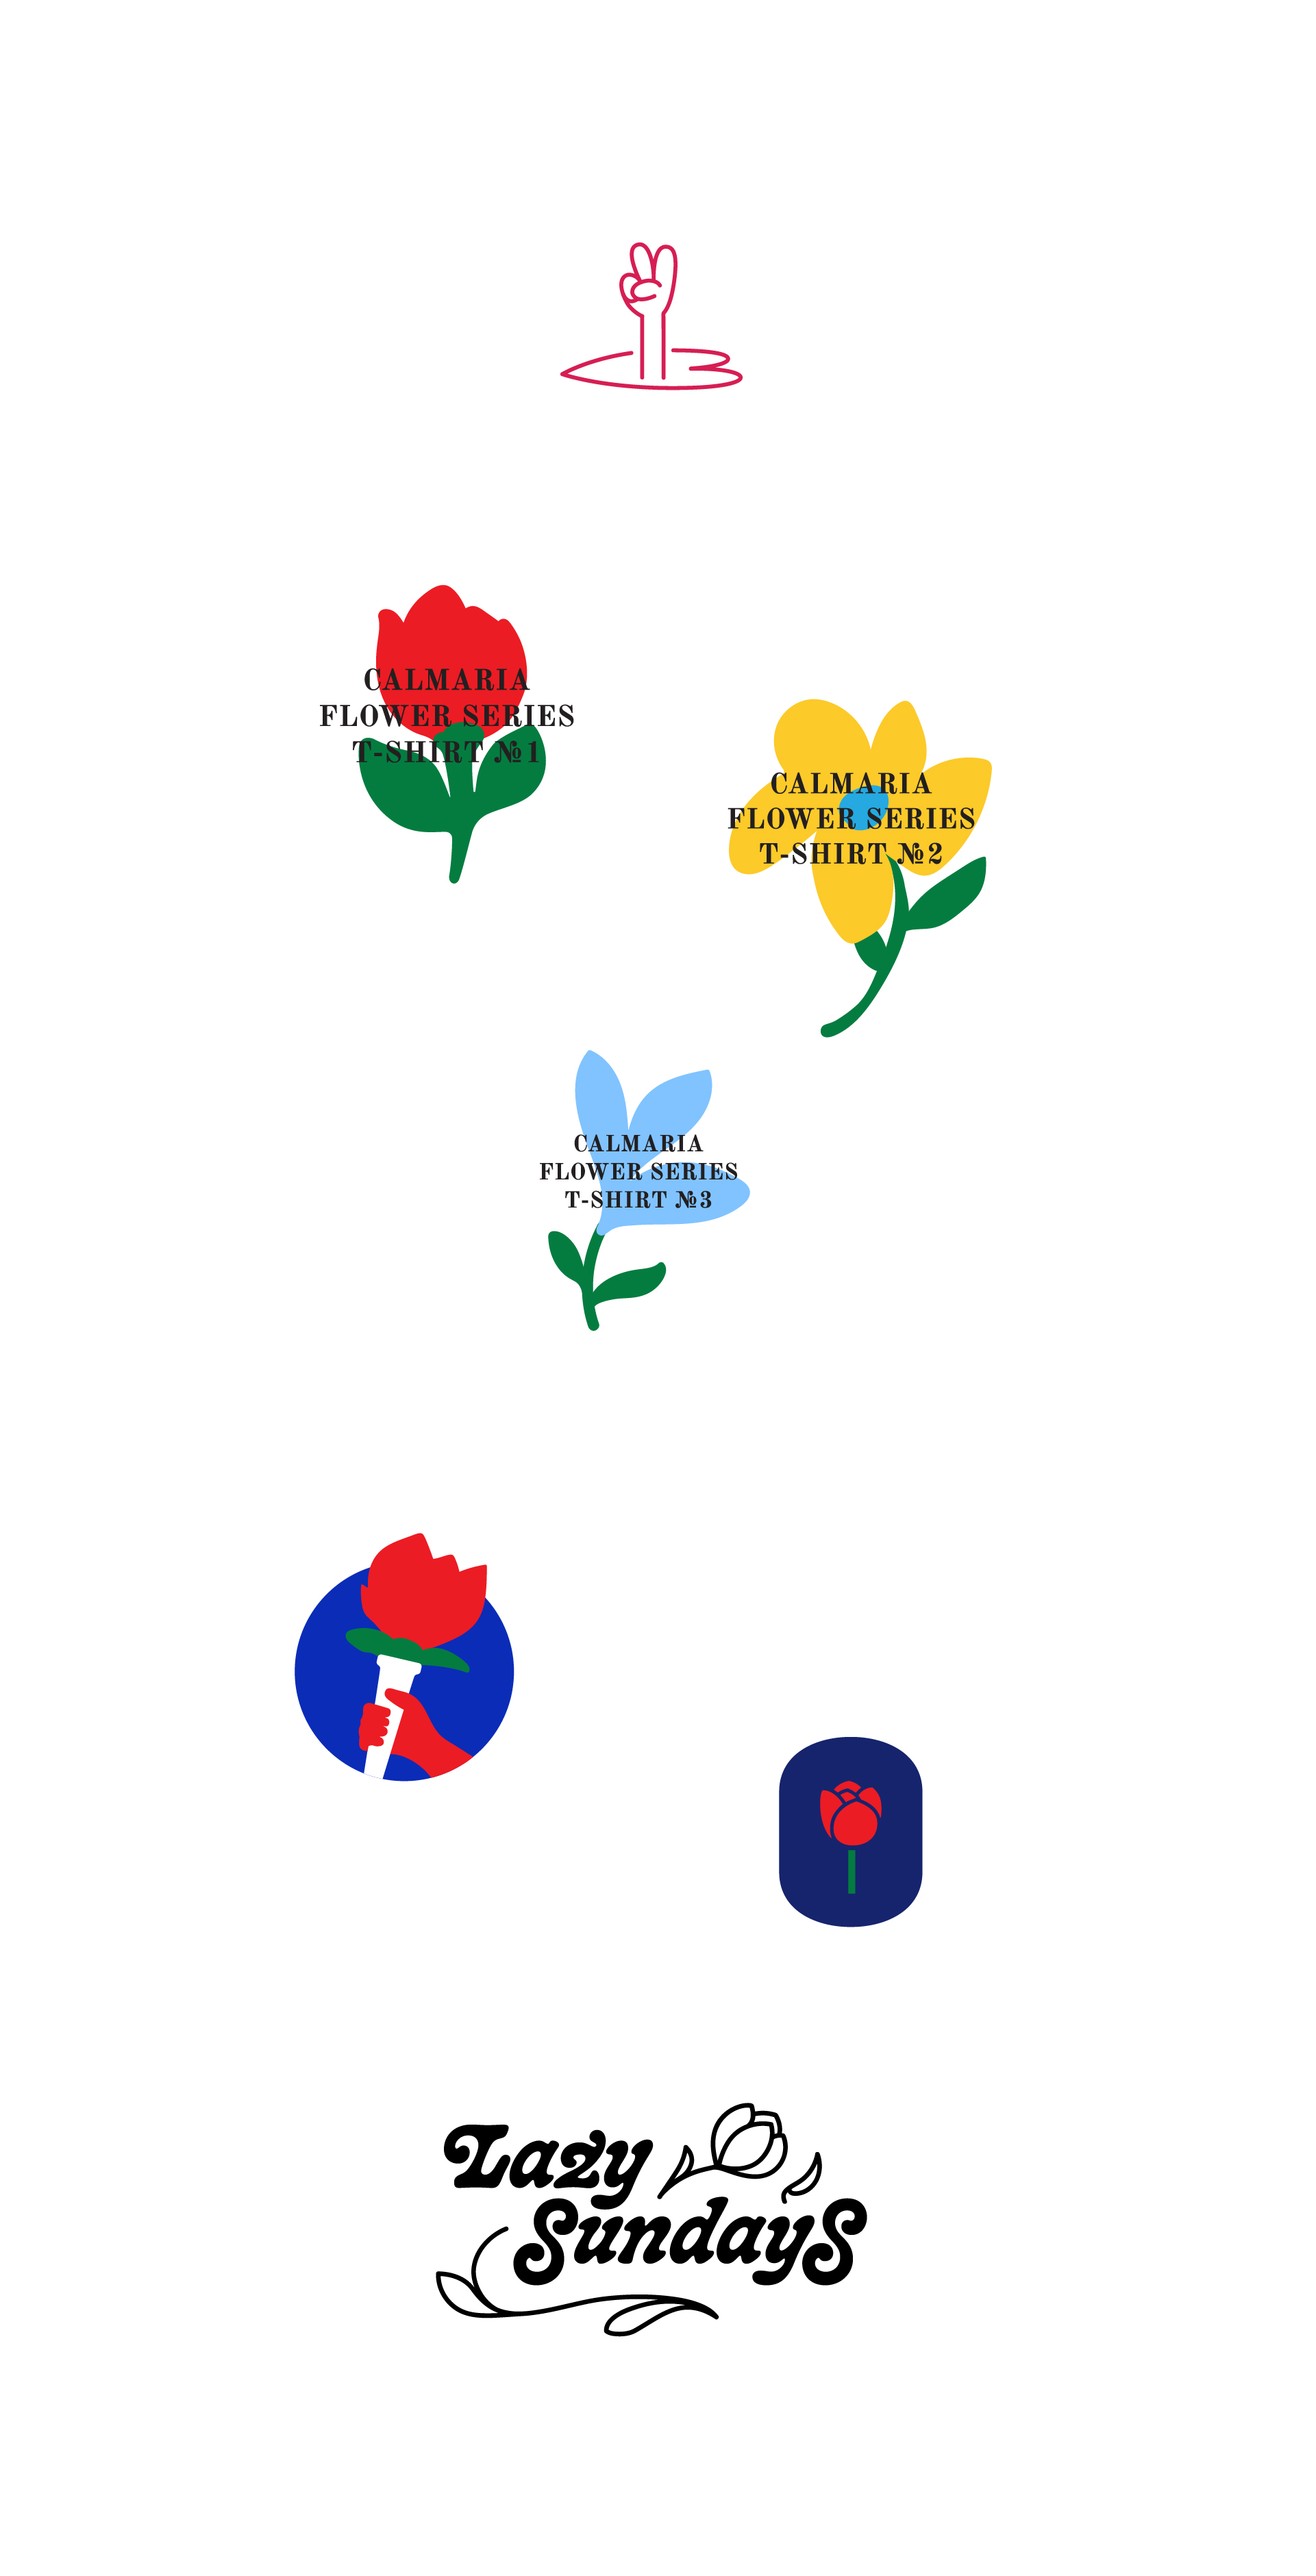 CALMARIA
FLOWER SERIES
T-SHIRT №1
CALMARIA
FLOWER SERIES
T-SHIRT №2
CALMARIA
FLOWER SERIES
T-SHIRT №3
Lazy
Sundays